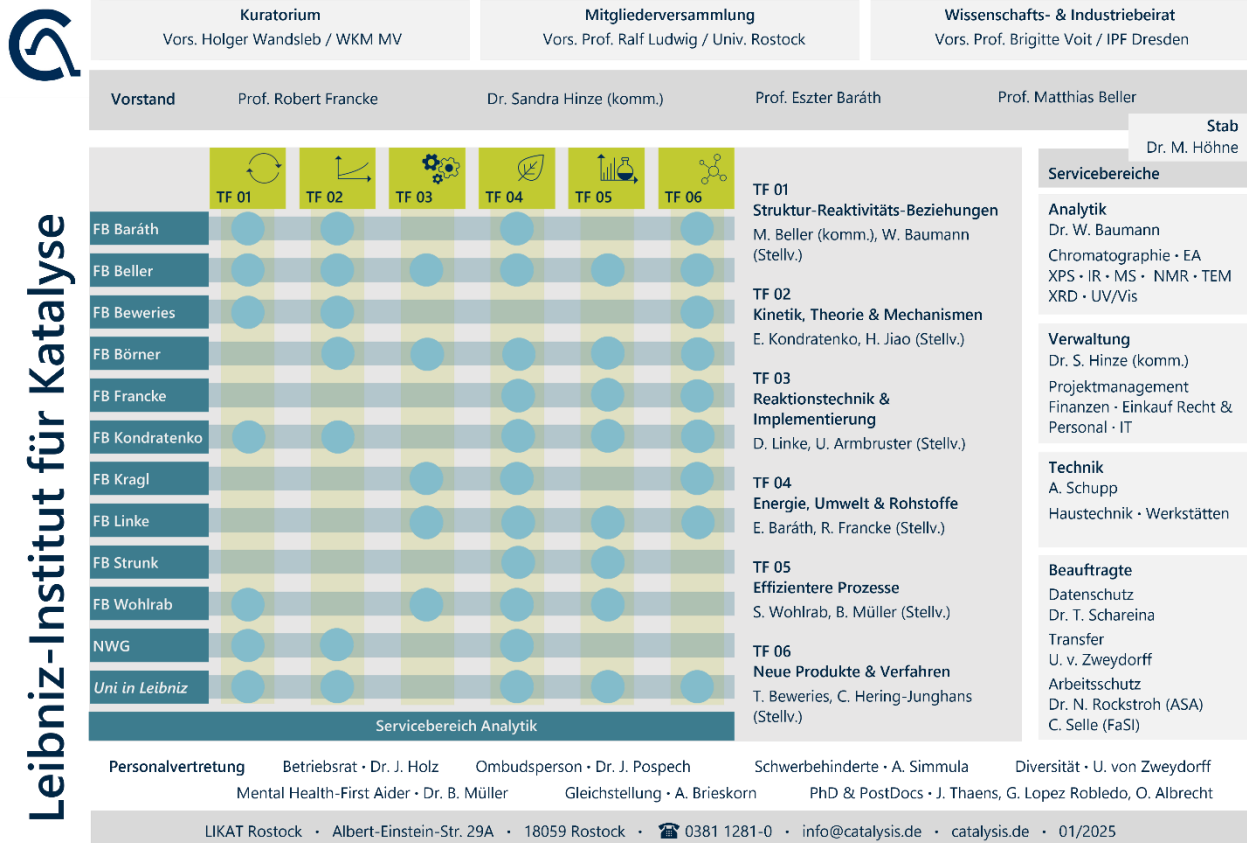 Leibniz-Institut für Katalyse
Kuratorium
Vors. Holger Wandsleb / WKM MV
Mitgliederversammlung
Vors. Prof. Ralf Ludwig / Univ. Rostock
Wissenschafts- & Industriebeirat
Vors. Prof. Brigitte Voit / IPF Dresden
Vorstand
Prof. Robert Francke
Dr. Sandra Hinze (komm.)
Prof. Eszter Baráth
Prof. Matthias Beller
Stab
Dr. M. Höhne
TF 01
TF 02
TF 03
TF 04
TF 05
TF 06
FB Baráth
FB Beller
FB Beweries
FB Börner
FB Francke
FB Kondratenko
FB Kragl
FB Linke
FB Strunk
FB Wohlrab
NWG
Uni in Leibniz
Servicebereich Analytik
TF 01
Struktur-Reaktivitäts-Beziehungen
M. Beller (komm.), W. Baumann
(Stellv.)
TF 02
Kinetik, Theorie & Mechanismen
E. Kondratenko, H. Jiao (Stellv.)
TF 03
Reaktionstechnik &
Implementierung
D. Linke, U. Armbruster (Stellv.)
TF 04
Energie, Umwelt & Rohstoffe
E. Baráth, R. Francke (Stellv.)
TF 05
Effizientere Prozesse
S. Wohlrab, B. Müller (Stellv.)
TF 06
Neue Produkte & Verfahren
T. Beweries, C. Hering-Junghans
(Stellv.)
Servicebereiche
Analytik
Dr. W. Baumann
Chromatographie · EA
XPS · IR · MS · NMR · TEM
XRD · UV/Vis
Verwaltung
Dr. S. Hinze (komm.)
Projektmanagement
Finanzen · Einkauf Recht &
Personal · IT
Technik
A. Schupp
Haustechnik · Werkstätten
Beauftragte
Datenschutz
Dr. T. Schareina
Transfer
U. v. Zweydorff
Arbeitsschutz
Dr. N. Rockstroh (ASA)
C. Selle (FaSI)
Personalvertretung
Betriebsrat · Dr. J. Holz
Ombudsperson · Dr. J. Pospech
Schwerbehinderte · A. Simmula
Diversität · U. von Zweydorff
Mental Health-First Aider · Dr. B. Müller
Gleichstellung · A. Brieskorn
PhD & PostDocs · J. Thaens, G. Lopez Robledo, O. Albrecht
LIKAT Rostock · Albert-Einstein-Str. 29A · 18059 Rostock · ☎ 0381 1281-0 · info@catalysis.de · catalysis.de · 01/2025